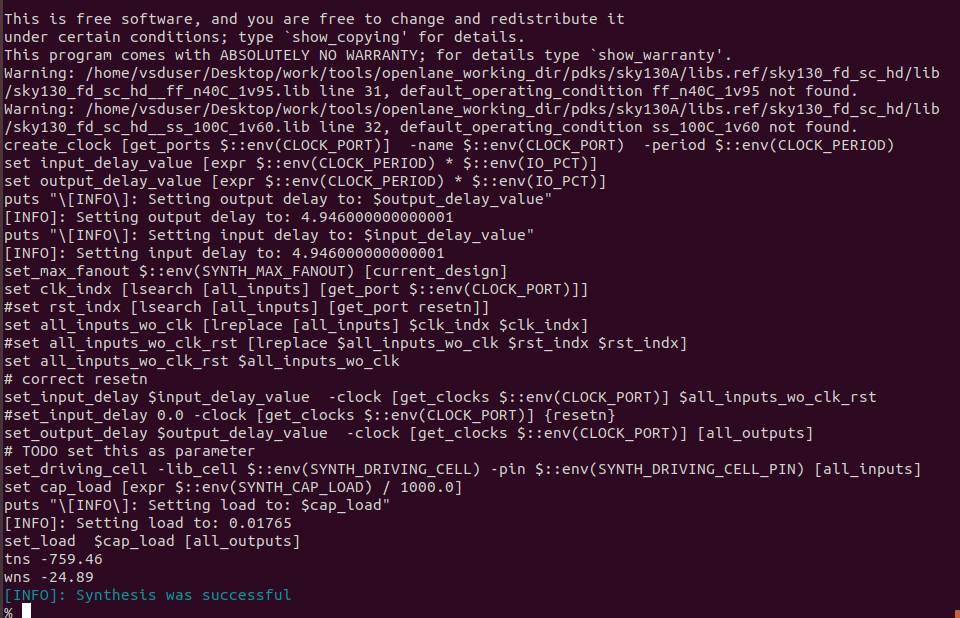 This is free software, and you are free to change and redistribute it
under certain conditions; type `show_copying' for details.
This program comes with ABSOLUTELY NO WARRANTY; for details type `show_warranty'.
Warning: /home/vsduser/Desktop/work/tools/openlane_working_dir/pdks/sky130A/libs.ref/sky130_fd_sc_hd/lib
/sky130_fd_sc_hd__ff_n40C_1v95.lib line 31, default_operating_condition ff_n40C_1v95 not found.
Warning: /home/vsduser/Desktop/work/tools/openlane_working_dir/pdks/sky130A/libs.ref/sky130_fd_sc_hd/lib
/sky130_fd_sc_hd__ss_100C_1v60.lib line 32, default_operating_condition ss_100C_1v60 not found.
create_clock [get_ports $::env(CLOCK_PORT)]  -name $::env(CLOCK_PORT)  -period $::env(CLOCK_PERIOD)
set input_delay_value [expr $::env(CLOCK_PERIOD) * $::env(IO_PCT)]
set output_delay_value [expr $::env(CLOCK_PERIOD) * $::env(IO_PCT)]
puts "\[INFO\]: Setting output delay to: $output_delay_value"
[INFO]: Setting output delay to: 4.946000000000001
puts "\[INFO\]: Setting input delay to: $input_delay_value"
[INFO]: Setting input delay to: 4.946000000000001
set_max_fanout $::env(SYNTH_MAX_FANOUT) [current_design]
set clk_indx [lsearch [all_inputs] [get_port $::env(CLOCK_PORT)]]
#set rst_indx [lsearch [all_inputs] [get_port resetn]]
set all_inputs_wo_clk [lreplace [all_inputs] $clk_indx $clk_indx]
#set all_inputs_wo_clk_rst [lreplace $all_inputs_wo_clk $rst_indx $rst_indx]
set all_inputs_wo_clk_rst $all_inputs_wo_clk
# correct resetn
set_input_delay $input_delay_value  -clock [get_clocks $::env(CLOCK_PORT)] $all_inputs_wo_clk_rst
#set_input_delay 0.0 -clock [get_clocks $::env(CLOCK_PORT)] {resetn}
set_output_delay $output_delay_value  -clock [get_clocks $::env(CLOCK_PORT)] [all_outputs]
# TODO set this as parameter
set_driving_cell -lib_cell $::env(SYNTH_DRIVING_CELL) -pin $::env(SYNTH_DRIVING_CELL_PIN) [all_inputs]
set cap_load [expr $::env(SYNTH_CAP_LOAD) / 1000.0]
puts "\[INFO\]: Setting load to: $cap_load"
[INFO]: Setting load to: 0.01765
set_load  $cap_load [all_outputs]
tns -759.46
wns -24.89
[INFO]: Synthesis was successful
%